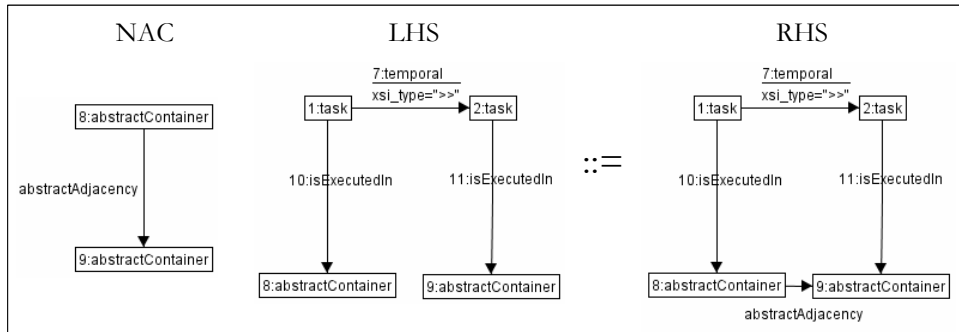 NAC
8:abstractContainer
abstractAdjacency
9:abstractContainer
LHS
7:temporal
xsi_type=">>"
1:task
2:task
10:isExecutedIn
11:isExecutedIn
8:abstractContainer
9:abstractContainer
::=
RHS
7:temporal
xsi_type=">>"
1:task
2:task
10:isExecutedIn
11:isExecutedIn
8:abstractContainer
9:abstractContainer
abstractAdjacency